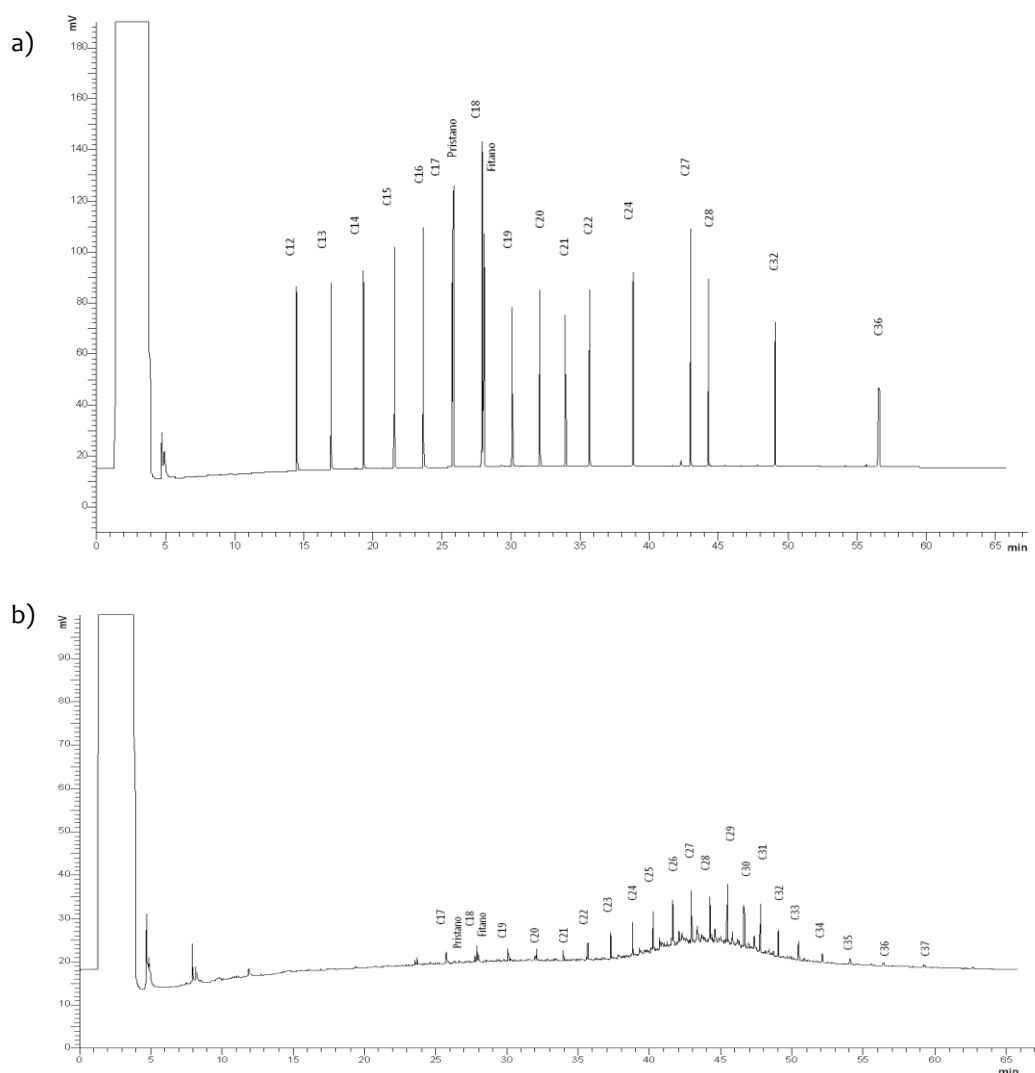 a)
mV
180
160
140
120
100
80
60
40
20
0
C12
C13
C14
C15
C16
C17
Pristano
C18
Fitano
C19
C20
C21
C22
C24
C27
C28
C32
C36
0 5 10 15 20 25 30 35 40 45 50 55 60 65 min
b)
mV
90
80
70
60
50
40
30
20
10
0
C17
Pristano
C18
Fitano
C19
C20
C21
C22
C23
C24
C25
C26
C27
C28
C29
C30
C31
C32
C33
C34
C35
C36
C37
0 5 10 15 20 25 30 35 40 45 50 55 60 65
min